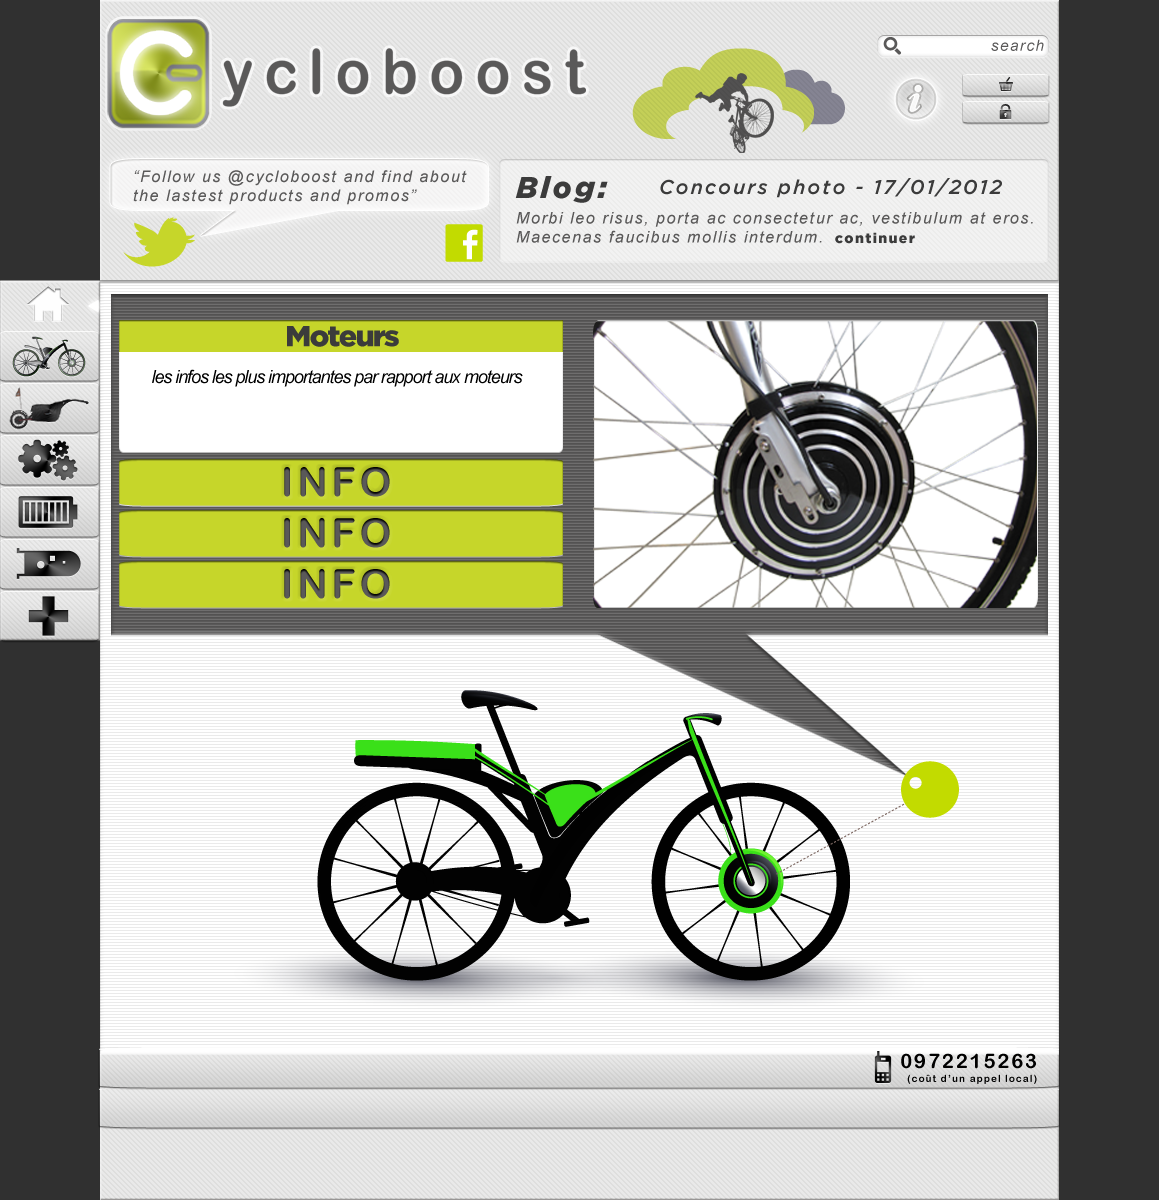 Cycloboost
search
“Follow us @cycloboost and find about
the lastest products and promos”
Blog: Concours photo - 17/01/2012
Morbi leo risus, porta ac consectetur ac, vestibulum at eros.
Maecenas faucibus mollis interdum. continuer
Moteurs
les infos les plus importantes par rapport aux moteurs
INFO
INFO
INFO
0972215263
(coût d'un appel local)